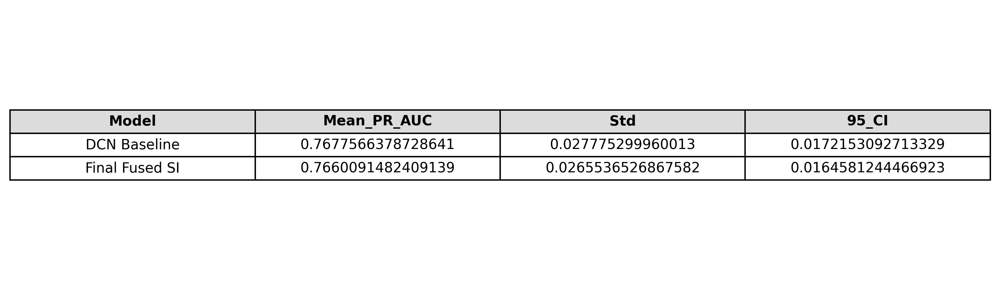 Model Mean_PR_AUC Std 95_CI
DCN Baseline 0.7677566378728641 0.027775299960013 0.0172153092713329
Final Fused SI 0.7660091482409139 0.0265536526867582 0.0164581244466923